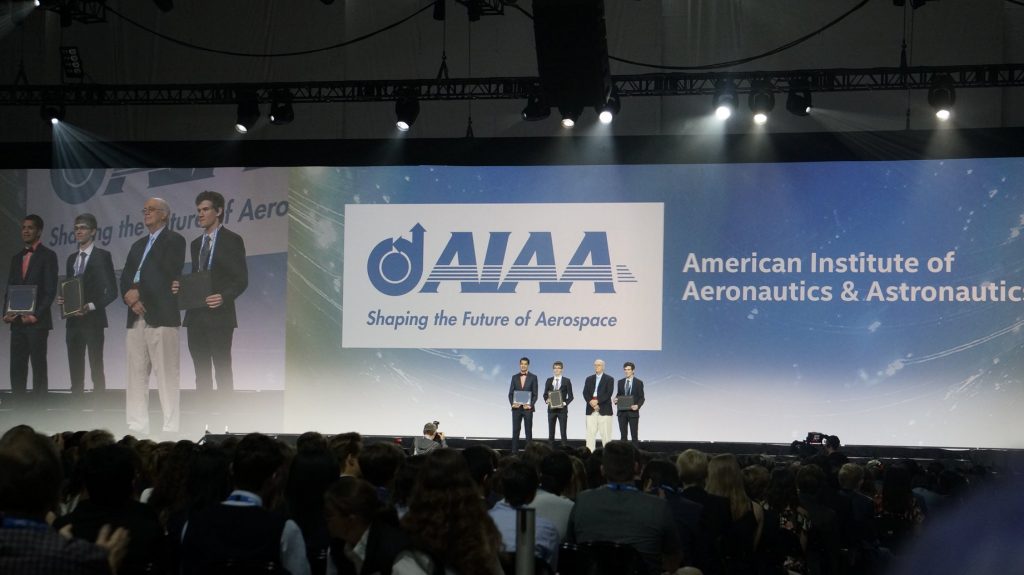 Shaping the Future of Aero
AIAA
Shaping the Future of Aerospace
American Institute of
Aeronautics & Astronautics